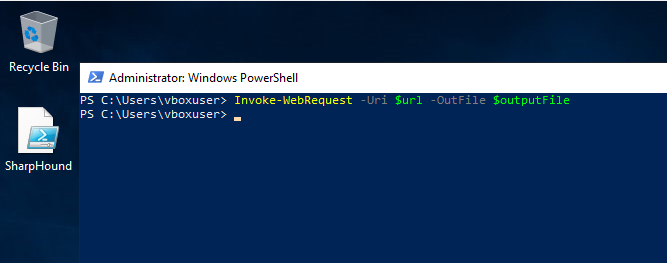 Recycle Bin
Administrator: Windows PowerShell
PS C:\Users\vboxuser> Invoke-WebRequest -Uri $url -OutFile $outputFile
PS C:\Users\vboxuser>
SharpHound